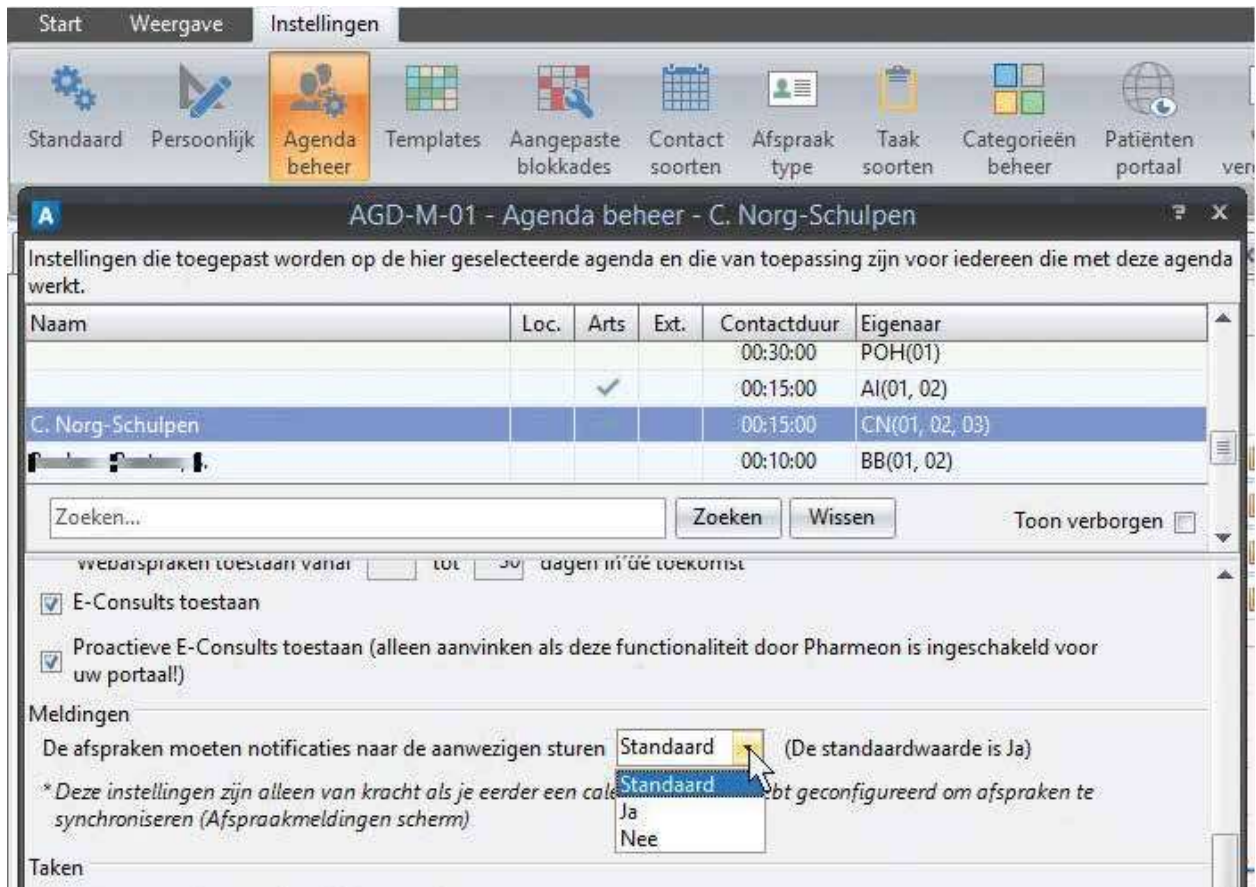 Start Weergave Instellingen
Standaard Persoonlijk Agenda beheer Templates Aangepaste blokkades Contact soorten Afspraak type Taak soorten Categorieën beheer Patiënten portaal
AGD-M-01 - Agenda beheer - C. Norg-Schulpen ? X
Instellingen die toegepast worden op de hier geselecteerde agenda en die van toepassing zijn voor iedereen die met deze agenda
werkt.
Naam Loc. Arts Ext. Contactduur Eigenaar
00:30:00 POH(01)
00:15:00 AI(01, 02)
C. Norg-Schulpen 00:15:00 CN(01, 02, 03)
00:10:00 BB(01, 02)
Zoeken... Zoeken Wissen Toon verborgen
Webafspraken toestaan vanaf tot dagen in de toekomst
E-Consults toestaan
Proactieve E-Consults toestaan (alleen aanvinken als deze functionaliteit door Pharmeon is ingeschakeld voor
uw portaal!)
Meldingen
De afspraken moeten notificaties naar de aanwezigen sturen Standaard (De standaardwaarde is Ja)
Standaard
Ja
Nee
* Deze instellingen zijn alleen van kracht als je eerder een geconfigureerd om afspraken te
synchroniseren (Afspraakmeldingen scherm)
Taken